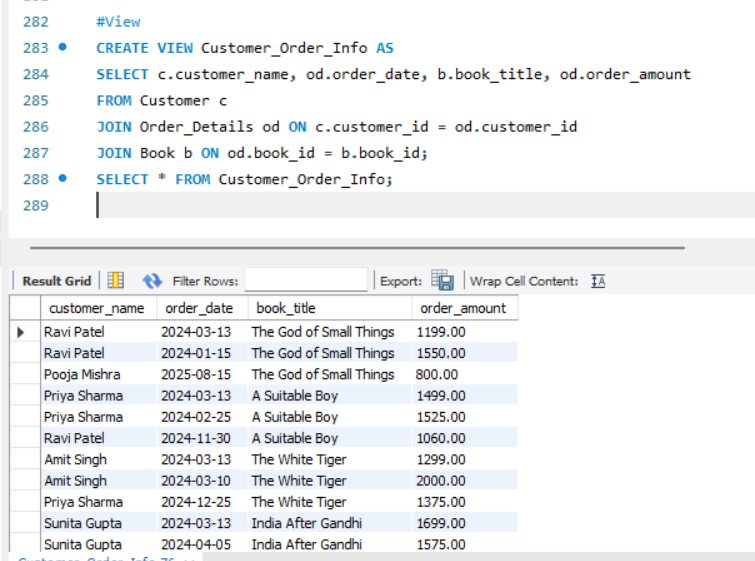 282 #View
283 CREATE VIEW Customer_Order_Info AS
284 SELECT c.customer_name, od.order_date, b.book_title, od.order_amount
285 FROM Customer c
286 JOIN Order_Details od ON c.customer_id = od.customer_id
287 JOIN Book b ON od.book_id = b.book_id;
288 SELECT * FROM Customer_Order_Info;
289
Result Grid Filter Rows: Export: Wrap Cell Content:
customer_name order_date book_title order_amount
Ravi Patel 2024-03-13 The God of Small Things 1199.00
Ravi Patel 2024-01-15 The God of Small Things 1550.00
Pooja Mishra 2025-08-15 The God of Small Things 800.00
Priya Sharma 2024-03-13 A Suitable Boy 1499.00
Priya Sharma 2024-02-25 A Suitable Boy 1525.00
Ravi Patel 2024-11-30 A Suitable Boy 1060.00
Amit Singh 2024-03-13 The White Tiger 1299.00
Amit Singh 2024-03-10 The White Tiger 2000.00
Priya Sharma 2024-12-25 The White Tiger 1375.00
Sunita Gupta 2024-03-13 India After Gandhi 1699.00
Sunita Gupta 2024-04-05 India After Gandhi 1575.00